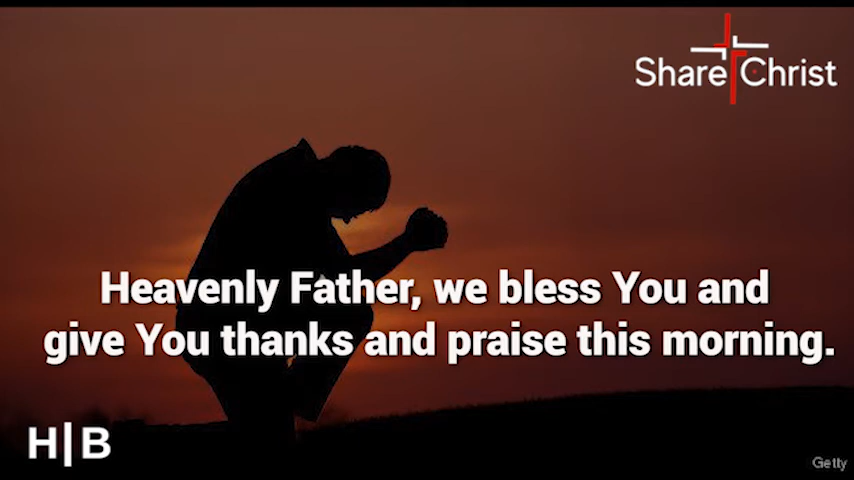 Share Christ
Heavenly Father, we bless You and
give You thanks and praise this morning.
H|B
Getty